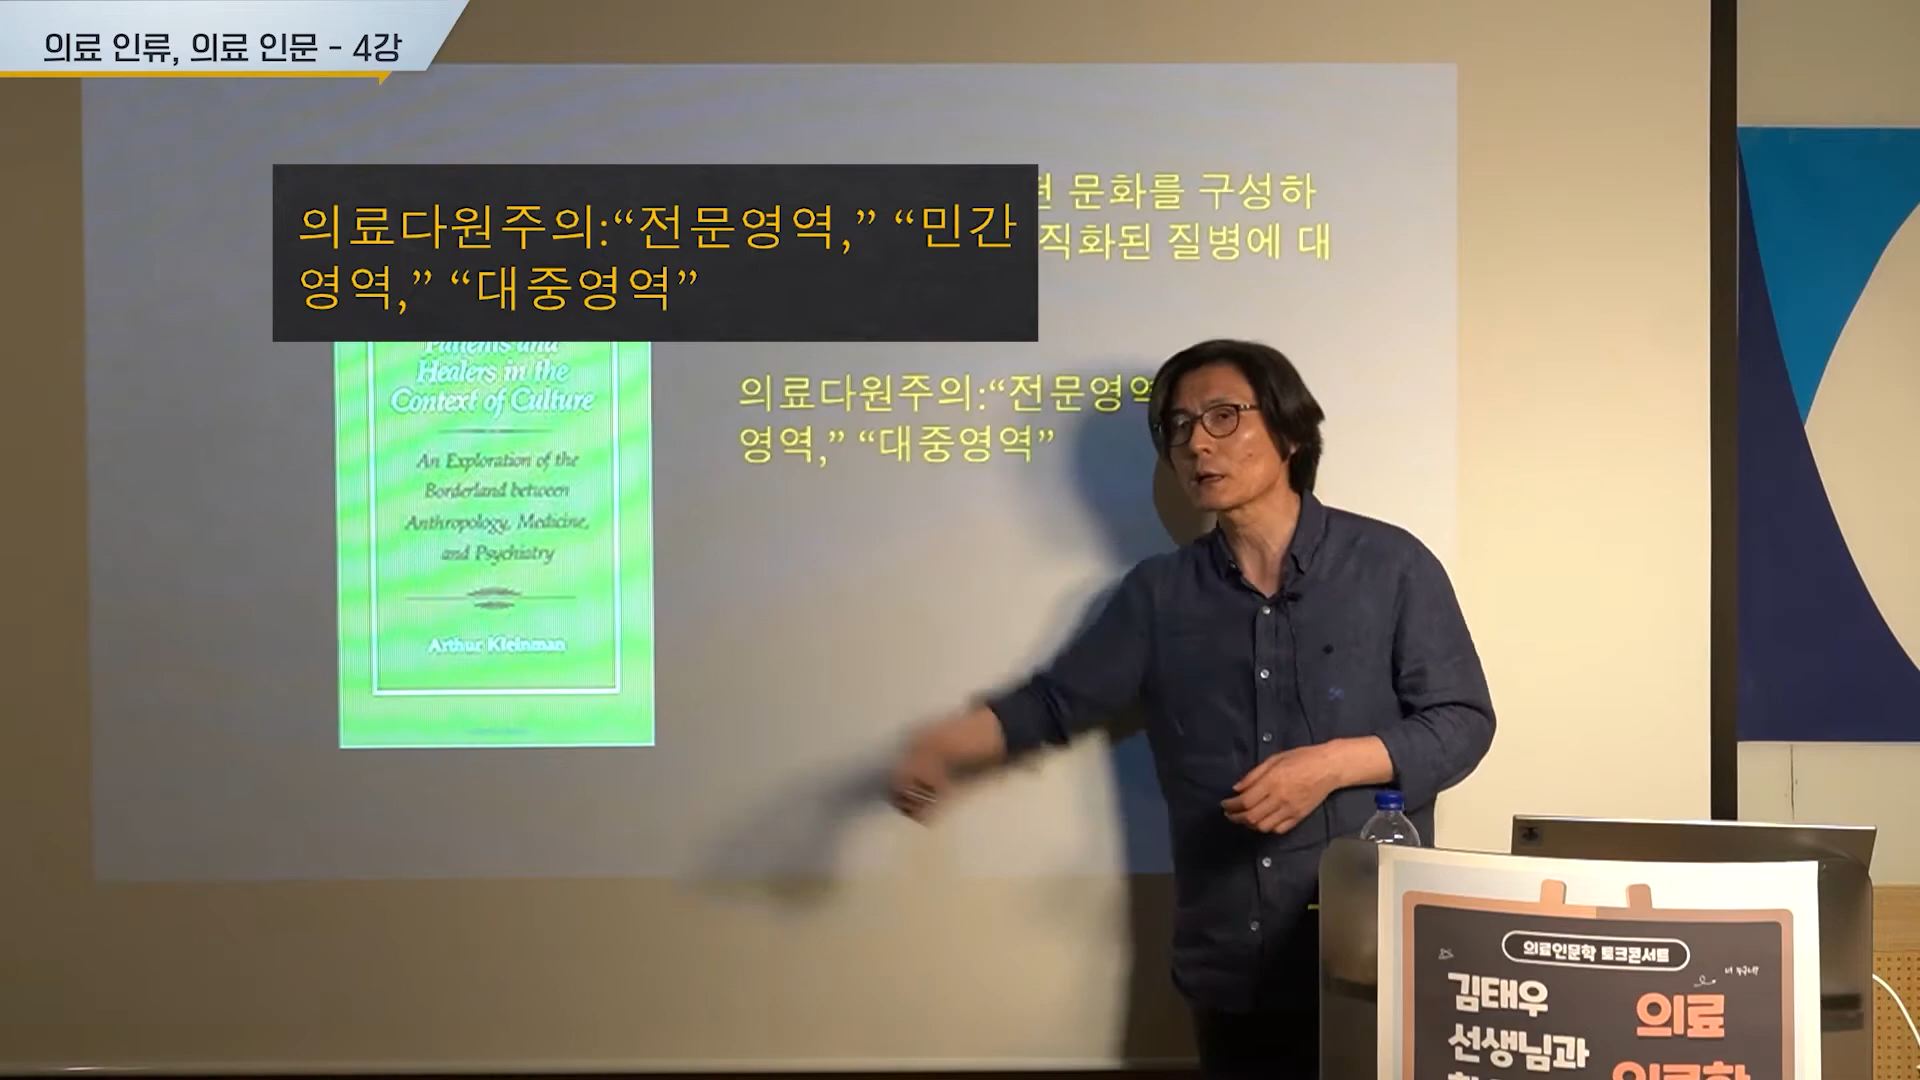 의료 인류, 의료 인문 - 4강
의료다원주의:“전문영역,” “민간
영역,” “대중영역”
문화를 구성하
직화된 질병에 대
Patients and
Healers in the
Context of Culture
An Exploration of the
Borderland between
Anthropology, Medicine,
and Psychiatry
Arthur Kleinman
의료다원주의:“전문영역
영역,” “대중영역”
의료인문학 토크콘서트
김태우
선생님과
의료